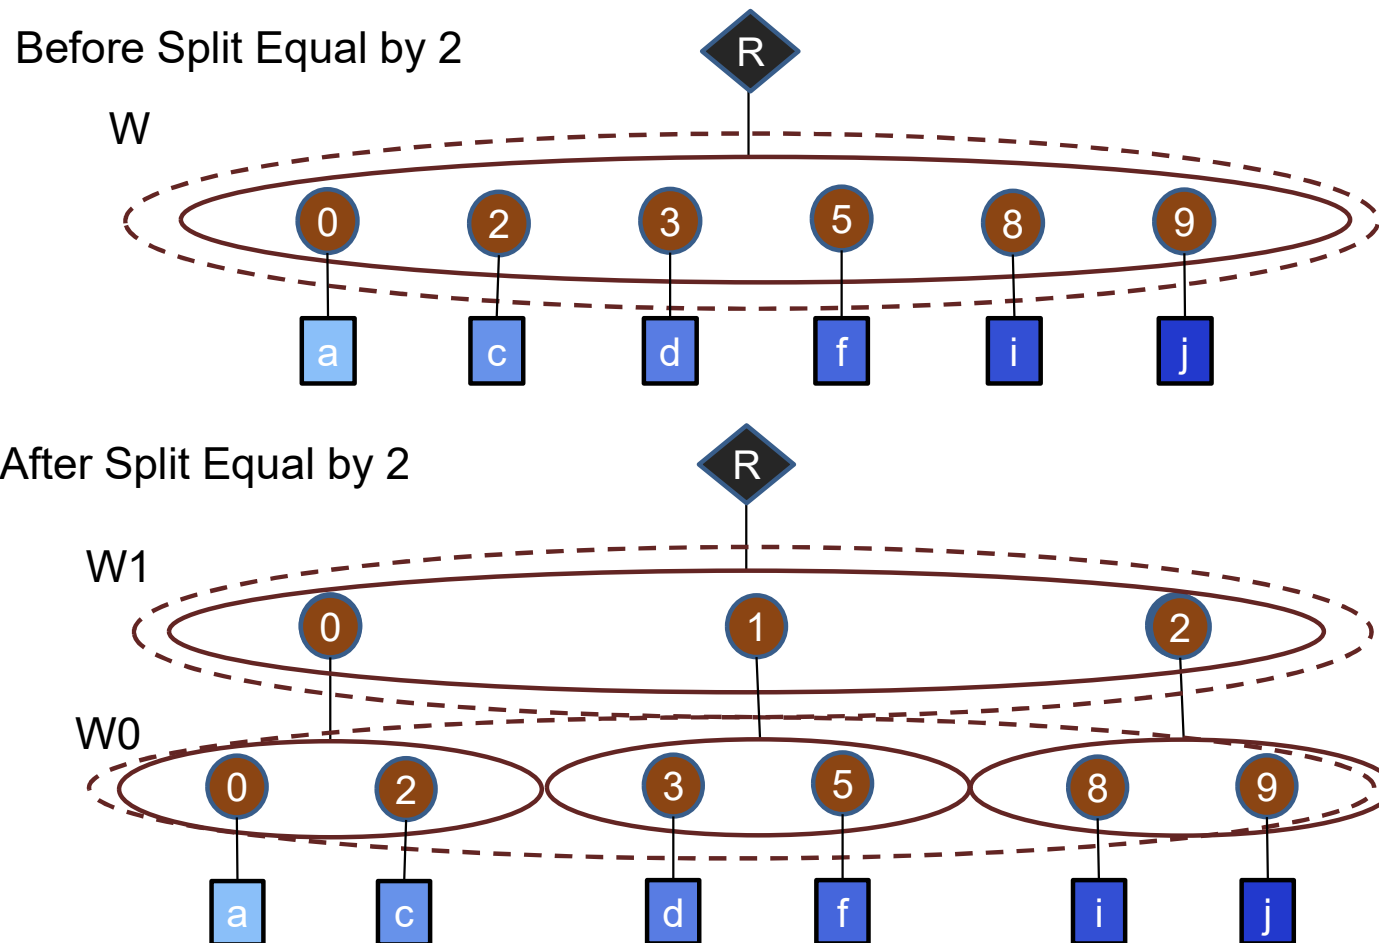 Before Split Equal by 2
R
W
0 2 3 5 8 9
a c d f i j
After Split Equal by 2
R
W1
0 1 2
W0
0 2 3 5 8 9
a c d f i j